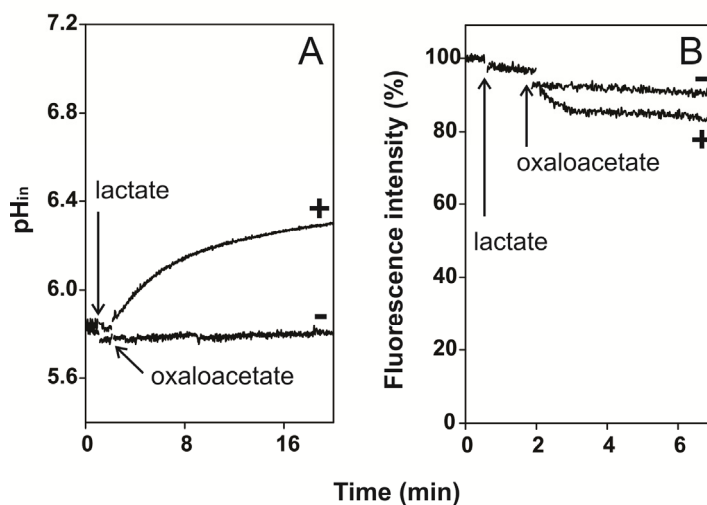 A
7.2
6.8
6.4
6.0
5.6
pHin
lactate
+
-
oxaloacetate
0
8
16
B
100
80
60
40
20
0
Fluorescence intensity (%)
-
+
oxaloacetate
lactate
0
2
4
6
Time (min)